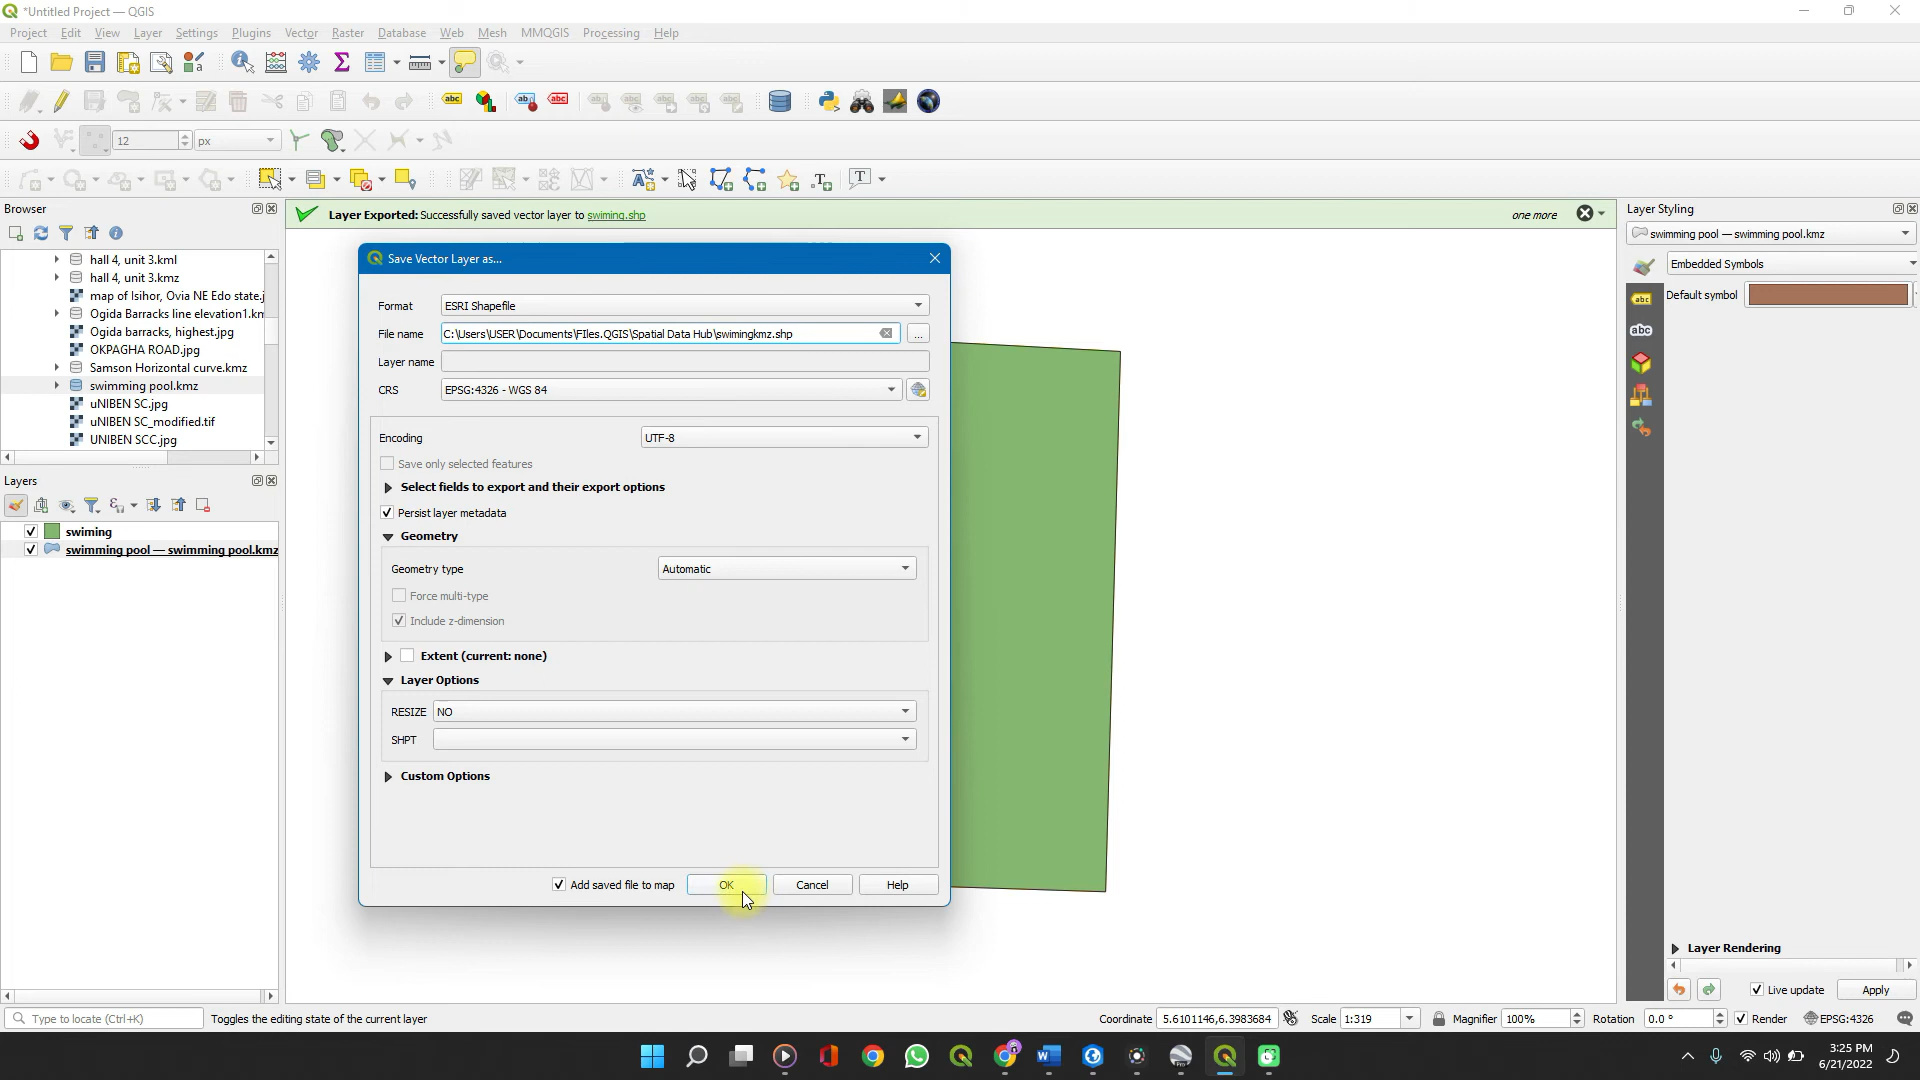 *Untitled Project — QGIS
Project Edit View Layer Settings Plugins Vector Raster Database Web Mesh MMQGIS Processing Help
12 px
Browser
Layer Exported: Successfully saved vector layer to swiming.shp
one more
Layer Styling
swimming pool — swimming pool.kmz
Embedded Symbols
Default symbol
hall 4, unit 3.kml
hall 4, unit 3.kmz
map of Isihor, Ovia NE Edo state.j
Ogida Barracks line elevation1.km
Ogida barracks, highest.jpg
OKPAGHA ROAD.jpg
Samson Horizontal curve.kmz
swimming pool.kmz
uNIBEN SC.jpg
uNIBEN SC_modified.tif
UNIBEN SCC.jpg
Layers
swiming
swimming pool — swimming pool.kmz
Save Vector Layer as...
Format ESRI Shapefile
File name C:\Users\USER\Documents\FIles.QGIS\Spatial Data Hub\swimingkmz.shp ...
Layer name
CRS EPSG:4326 - WGS 84
Encoding UTF-8
Save only selected features
Select fields to export and their export options
Persist layer metadata
Geometry
Geometry type Automatic
Force multi-type
Include z-dimension
Extent (current: none)
Layer Options
RESIZE NO
SHPT
Custom Options
Add saved file to map OK Cancel Help
Layer Rendering
Live update Apply
Type to locate (Ctrl+K) Toggles the editing state of the current layer Coordinate 5.6101146,6.3983684 Scale 1:319 Magnifier 100% Rotation 0.0 ° Render EPSG:4326
3:25 PM
6/21/2022